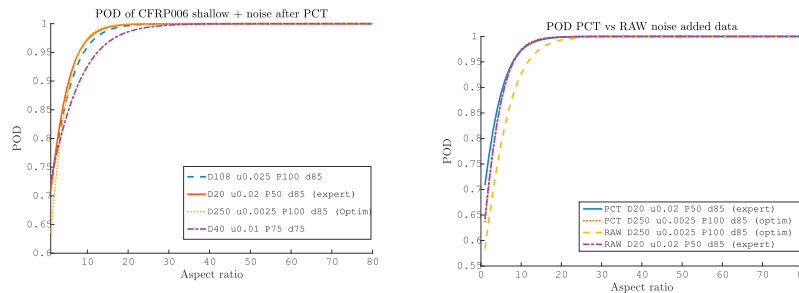 POD of CFRP006 shallow + noise after PCT
1
0.95
0.9
0.85
0.8
0.75
0.7
0.65
0.6
POD
D108 u0.025 P100 d85
D20 u0.02 P50 d85 (expert)
D250 u0.0025 P100 d85 (Optim)
D40 u0.01 P75 d75
10 20 30 40 50 60 70 80
Aspect ratio
POD PCT vs RAW noise added data
1
0.95
0.9
0.85
0.8
0.75
0.7
0.65
0.6
0.55
POD
PCT D20 u0.02 P50 d85 (expert)
PCT D250 u0.0025 P100 d85 (optim)
RAW D250 u0.0025 P100 d85 (optim)
RAW D20 u0.02 P50 d85 (expert)
0 10 20 30 40 50 60 70 80
Aspect ratio